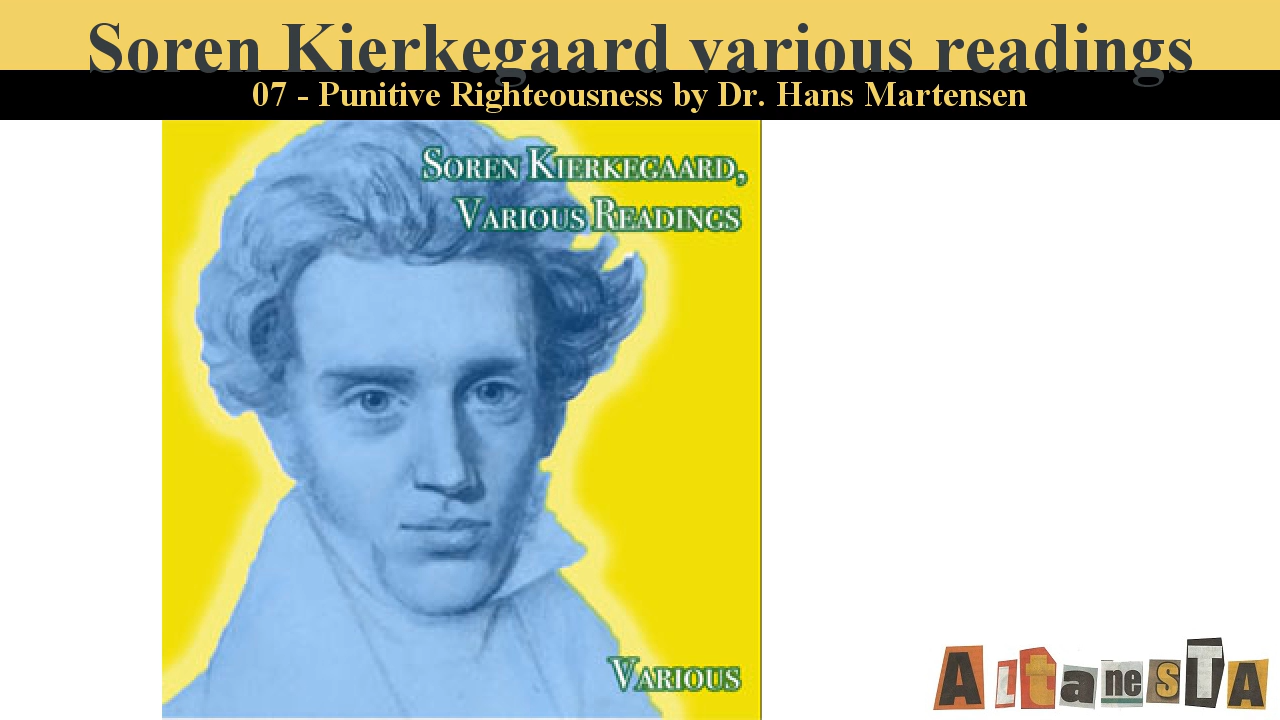 Soren Kierkegaard various readings
07 - Punitive Righteousness by Dr. Hans Martensen
Soren Kierkegaard,
Various Readings
Various
AltanesTA